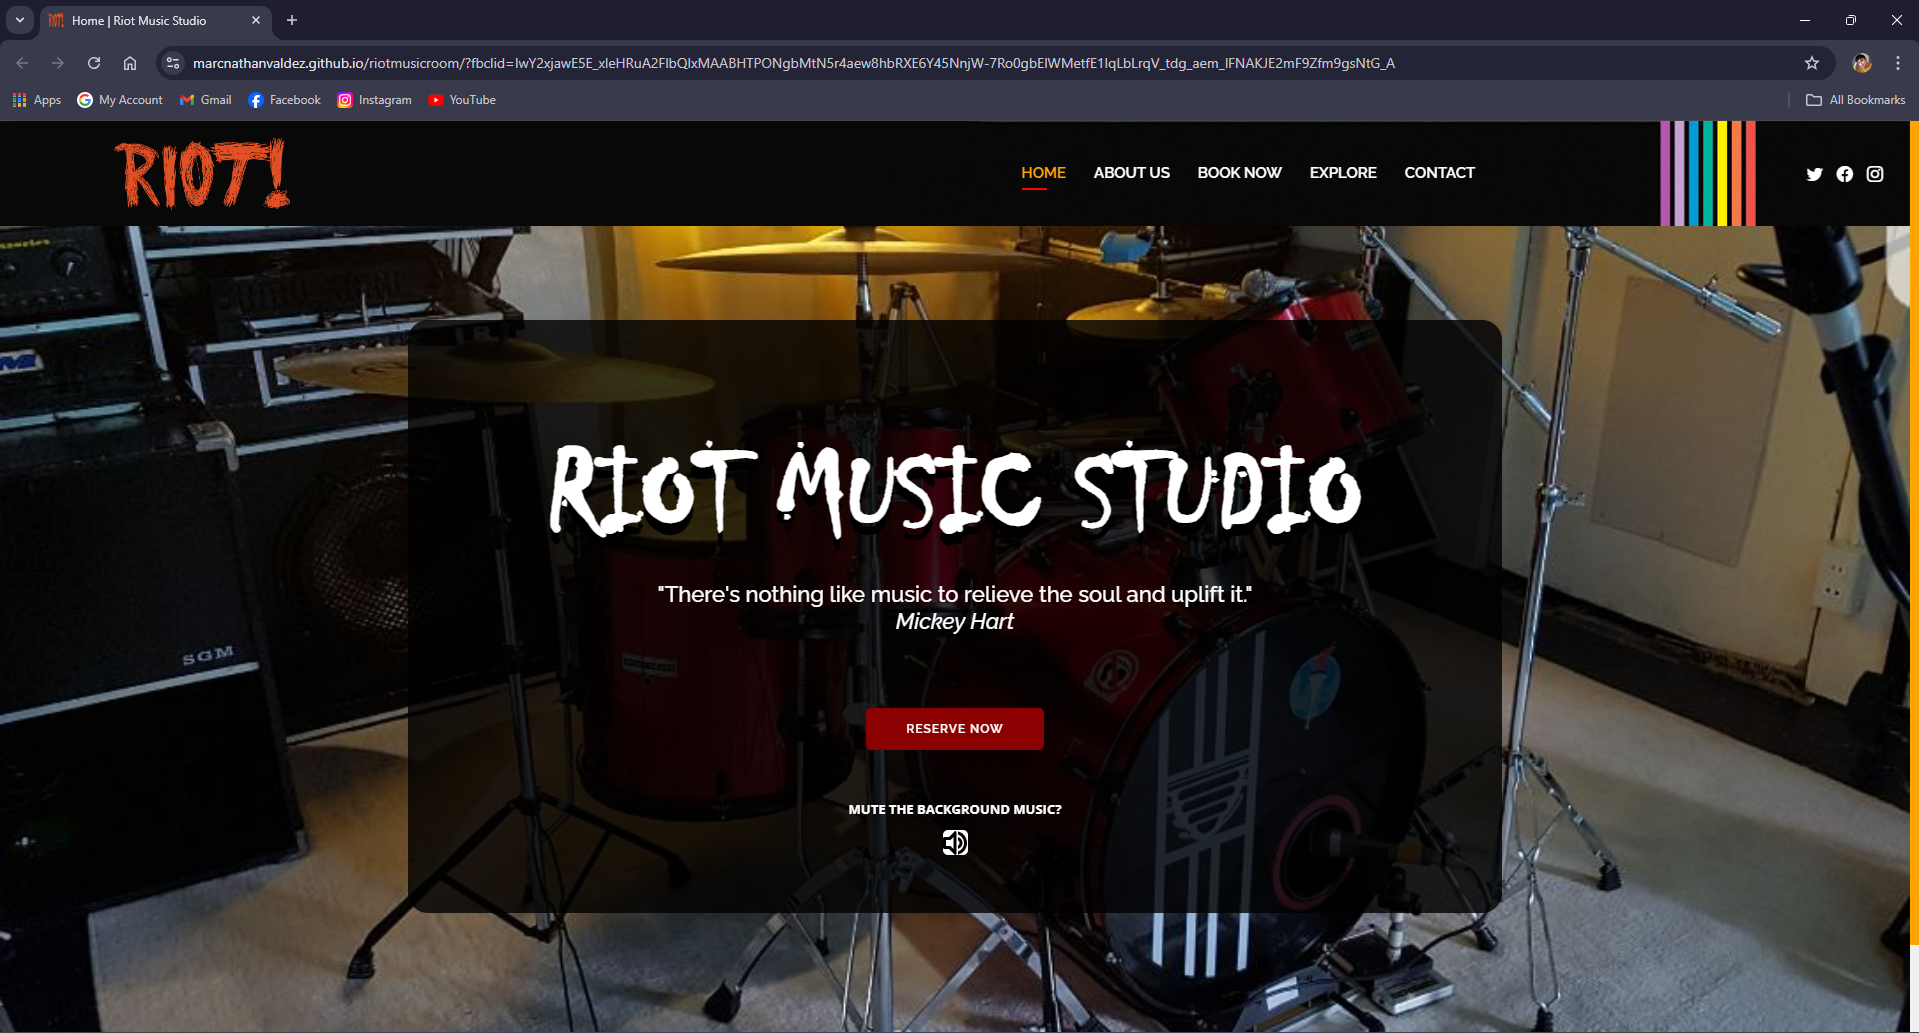 Home | Riot Music Studio
marcnathanvaldez.github.io/riotmusicroom/?fbclid=IwY2xjawE5E_xleHRuA2FlbQIxMAABHTPONgbMtN5r4aew8hbRXE6Y45NnjW-7Ro0gbEIWMetfE1IqLbLrqV_tdg_aem_lFNAKJE2mF9Zfm9gsNtG_A
Apps
My Account
Gmail
Facebook
Instagram
YouTube
All Bookmarks
RIOT!
HOME
ABOUT US
BOOK NOW
EXPLORE
CONTACT
RIOT MUSIC STUDIO
"There's nothing like music to relieve the soul and uplift it."
Mickey Hart
SGM
RESERVE NOW
MUTE THE BACKGROUND MUSIC?